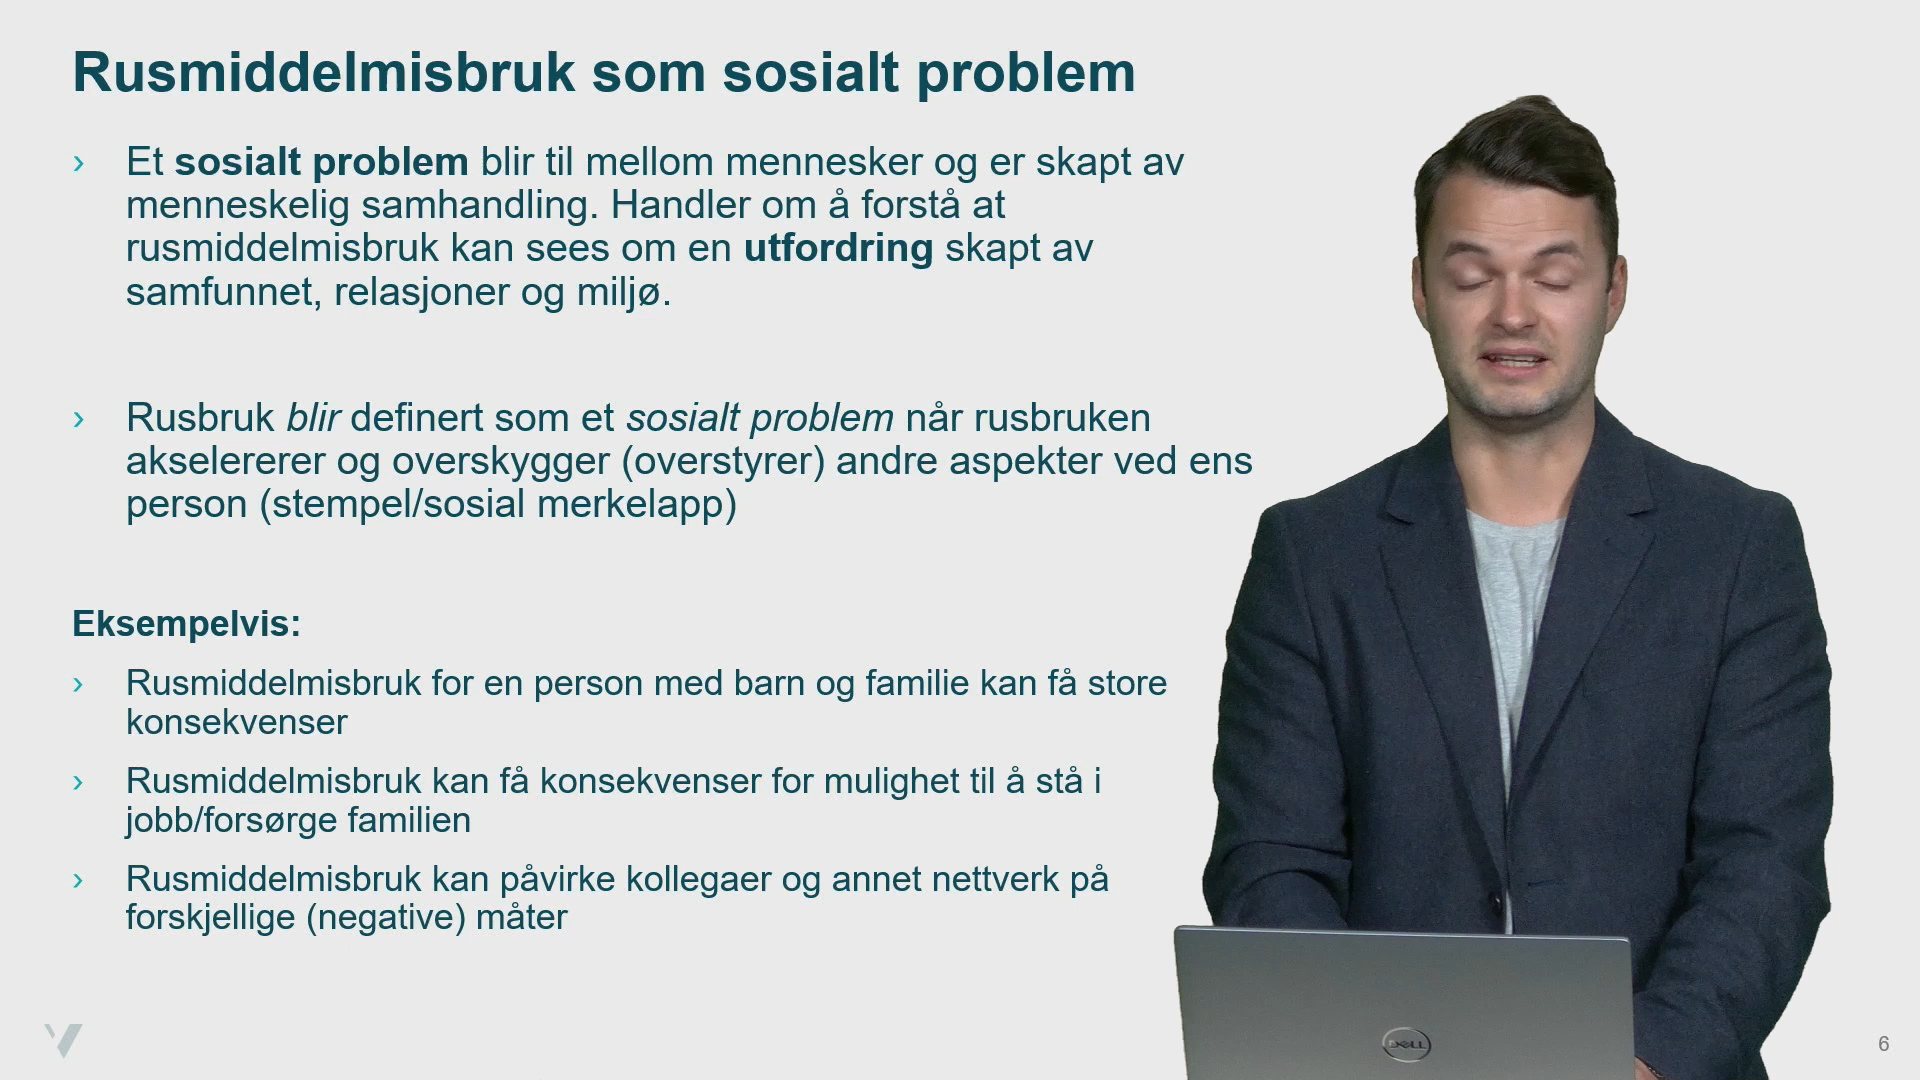 Rusmiddelmisbruk som sosialt problem
› Et sosialt problem blir til mellom mennesker og er skapt av
menneskelig samhandling. Handler om å forstå at
rusmiddelmisbruk kan sees om en utfordring skapt av
samfunnet, relasjoner og miljø.
› Rusbruk blir definert som et sosialt problem når rusbruken
akselererer og overskygger (overstyrer) andre aspekter ved ens
person (stempel/sosial merkelapp)
Eksempelvis:
› Rusmiddelmisbruk for en person med barn og familie kan få store
konsekvenser
› Rusmiddelmisbruk kan få konsekvenser for mulighet til å stå i
jobb/forsørge familien
› Rusmiddelmisbruk kan påvirke kollegaer og annet nettverk på
forskjellige (negative) måter
DELL
6